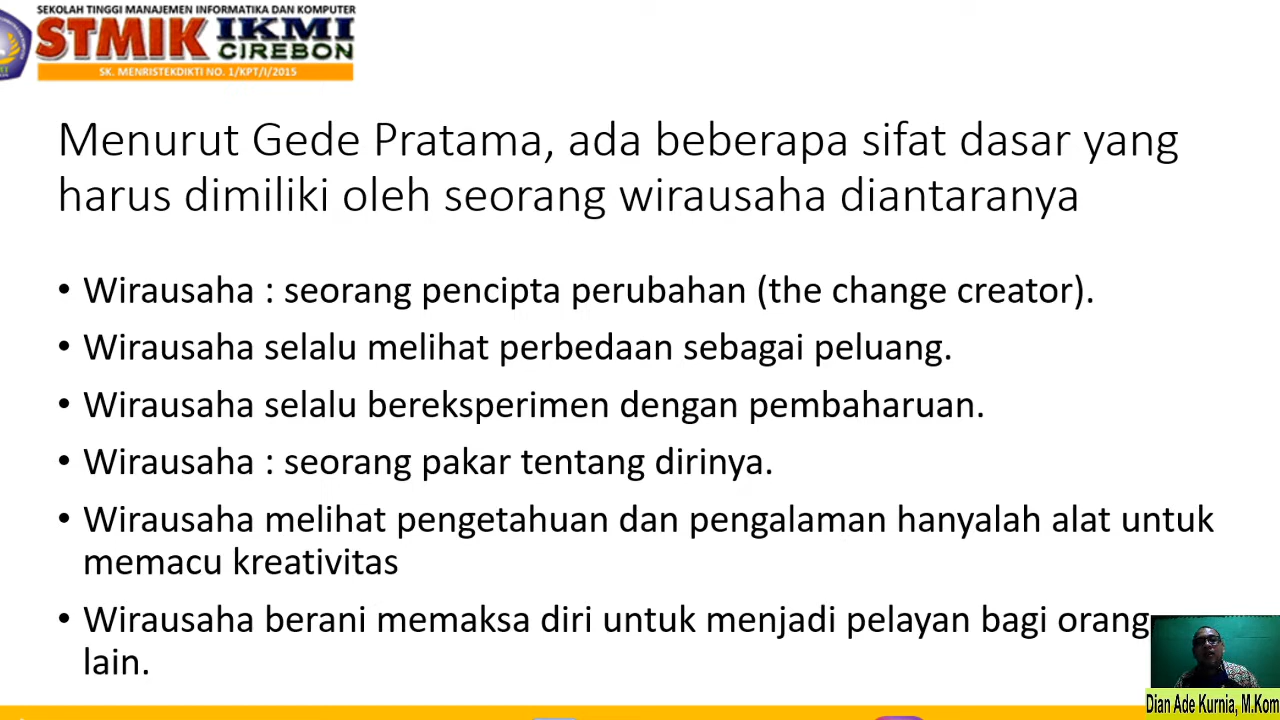 SEKOLAH TINGGI MANAJEMEN INFORMATIKA DAN KOMPUTER
STMIK IKMI
CIREBON
SK. MENRISTEKDIKTI NO. 1/KPT/I/2015
Menurut Gede Pratama, ada beberapa sifat dasar yang
harus dimiliki oleh seorang wirausaha diantaranya
• Wirausaha : seorang pencipta perubahan (the change creator).
• Wirausaha selalu melihat perbedaan sebagai peluang.
• Wirausaha selalu bereksperimen dengan pembaharuan.
• Wirausaha : seorang pakar tentang dirinya.
• Wirausaha melihat pengetahuan dan pengalaman hanyalah alat untuk
memacu kreativitas
• Wirausaha berani memaksa diri untuk menjadi pelayan bagi orang
lain.
Dian Ade Kurnia, M.Kom